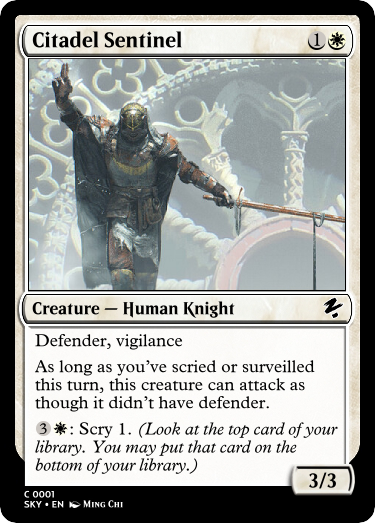 Citadel Sentinel 1
Creature — Human Knight
Defender, vigilance
As long as you've scried or surveilled
this turn, this creature can attack as
though it didn't have defender.
3 : Scry 1. (Look at the top card of your
library. You may put that card on the
bottom of your library.)
3/3
C 0001
SKY • EN Ming Chi